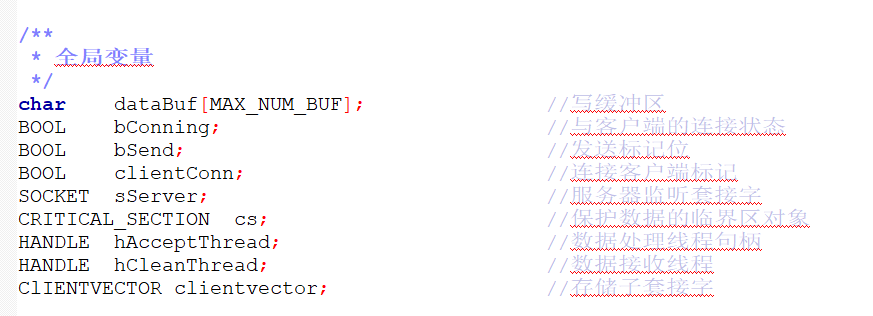 /**
 * 全局变量
 */
char    dataBuf[MAX_NUM_BUF];               //写缓冲区
BOOL    bConning;                           //与客户端的连接状态
BOOL    bSend;                              //发送标记位
BOOL    clientConn;                         //连接客户端标记
SOCKET  sServer;                            //服务器监听套接字
CRITICAL_SECTION  cs;                       //保护数据的临界区对象
HANDLE  hAcceptThread;                      //数据处理线程句柄
HANDLE  hCleanThread;                       //数据接收线程
ClIENTVECTOR clientvector;                  //存储子套接字